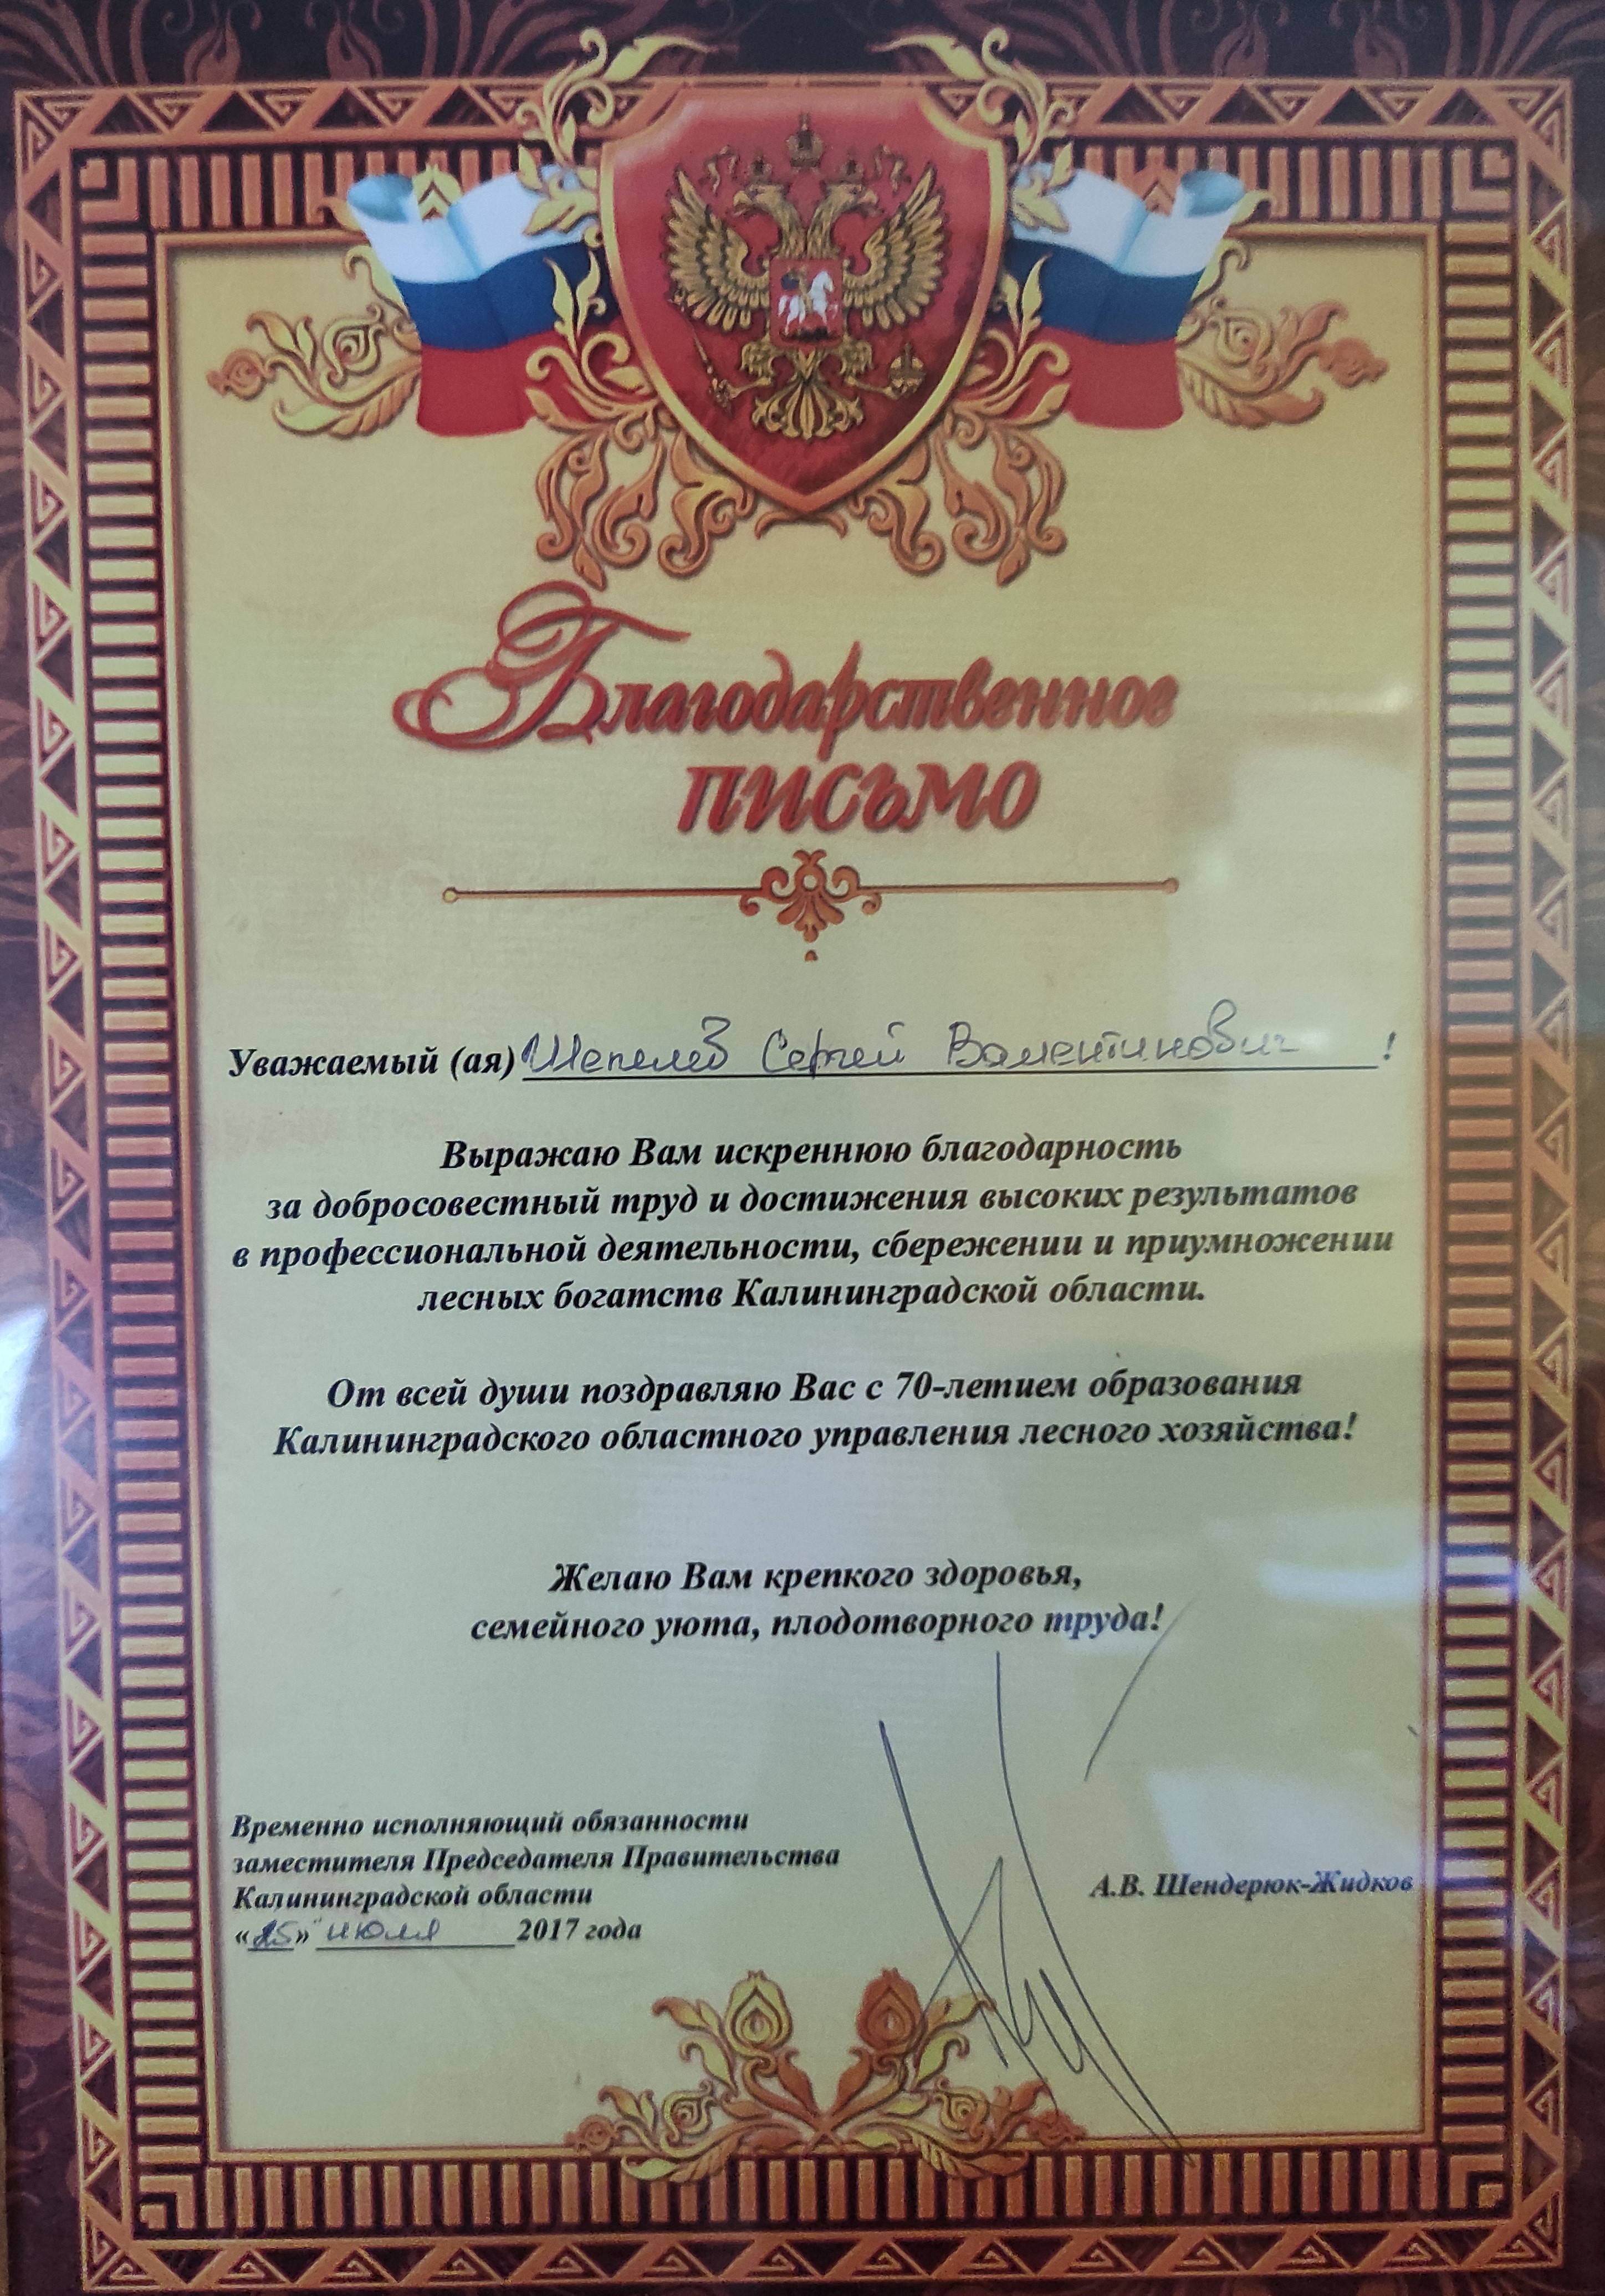 Благодарственное
письмо
Уважаемый (ая) Шепелев Сергей Валентинович !
Выражаю Вам искреннюю благодарность
за добросовестный труд и достижения высоких результатов
в профессиональной деятельности, сбережении и приумножении
лесных богатств Калининградской области.
От всей души поздравляю Вас с 70-летием образования
Калининградского областного управления лесного хозяйства!
Желаю Вам крепкого здоровья,
семейного уюта, плодотворного труда!
Временно исполняющий обязанности
заместителя Председателя Правительства
Калининградской области
А.В. Шендерюк-Жидков
«25» июля 2017 года